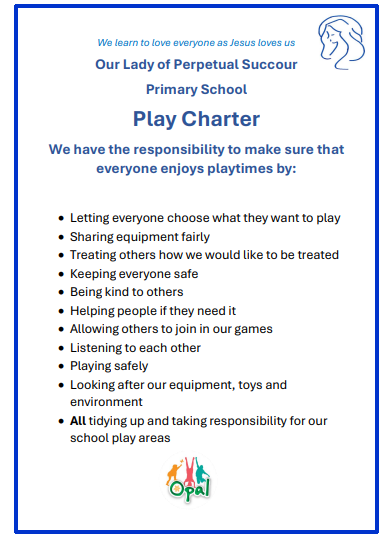 We learn to love everyone as Jesus loves us
Our Lady of Perpetual Succour
Primary School
Play Charter
We have the responsibility to make sure that
everyone enjoys playtimes by:
• Letting everyone choose what they want to play
• Sharing equipment fairly
• Treating others how we would like to be treated
• Keeping everyone safe
• Being kind to others
• Helping people if they need it
• Allowing others to join in our games
• Listening to each other
• Playing safely
• Looking after our equipment, toys and
environment
• All tidying up and taking responsibility for our
school play areas
Opal